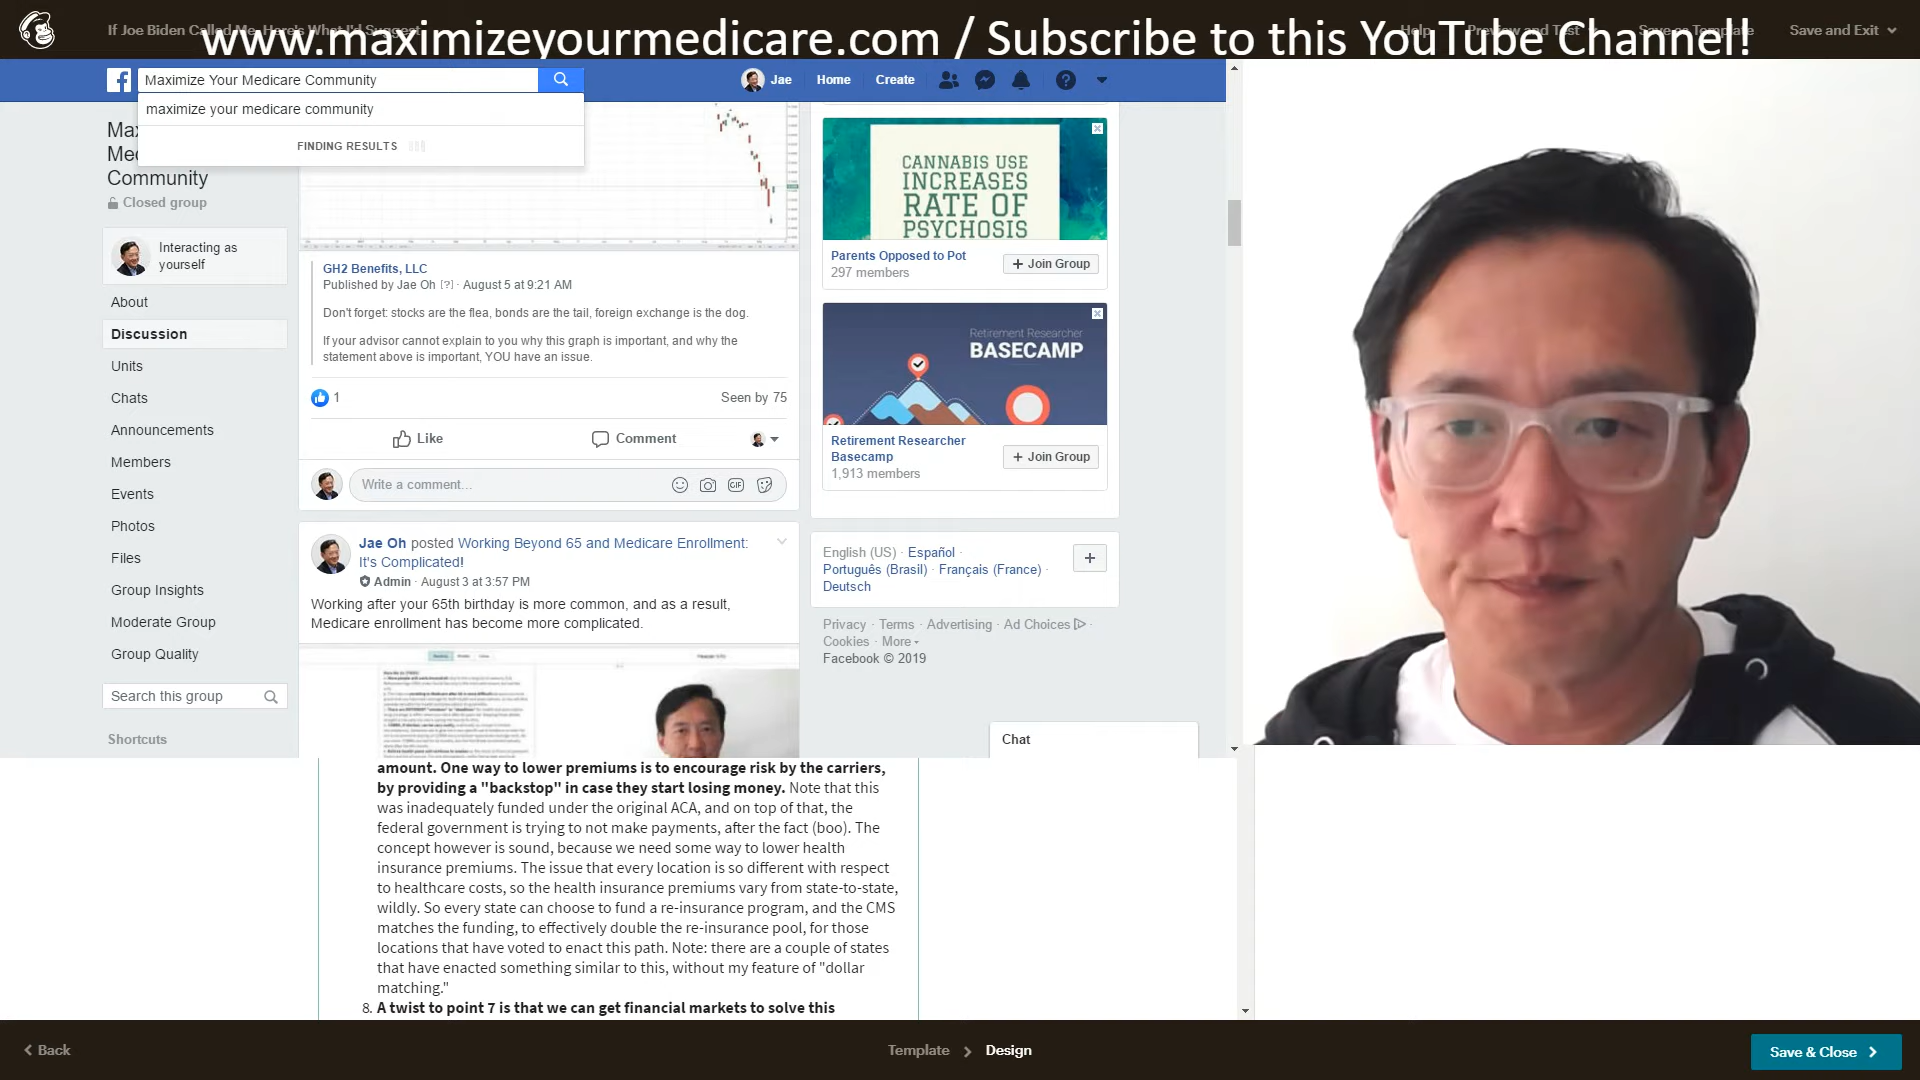 If Joe Biden Called Me, Here's What I'd Suggest
www.maximizeyourmedicare.com / Subscribe to this YouTube Channel!
Help
Preview and Test
Save as Template
Save and Exit
Maximize Your Medicare Community
Jae
Home
Create
maximize your medicare community
FINDING RESULTS
Community
Closed group
Interacting as
yourself
About
Discussion
Units
Chats
Announcements
Members
Events
Photos
Files
Group Insights
Moderate Group
Group Quality
Search this group
Shortcuts
GH2 Benefits, LLC
Published by Jae Oh [?] · August 5 at 9:21 AM
Don't forget: stocks are the flea, bonds are the tail, foreign exchange is the dog.
If your advisor cannot explain to you why this graph is important, and why the
statement above is important, YOU have an issue.
1
Seen by 75
Like
Comment
Write a comment...
GIF
Jae Oh posted Working Beyond 65 and Medicare Enrollment:
It's Complicated!
Admin · August 3 at 3:57 PM
Working after your 65th birthday is more common, and as a result,
Medicare enrollment has become more complicated.
CANNABIS USE
INCREASES
RATE OF
PSYCHOSIS
Parents Opposed to Pot
297 members
+ Join Group
Retirement Researcher
BASECAMP
Retirement Researcher
Basecamp
1,913 members
+ Join Group
English (US) · Español ·
Português (Brasil) · Français (France) ·
Deutsch
Privacy · Terms · Advertising · Ad Choices ·
Cookies · More
Facebook © 2019
Chat
amount. One way to lower premiums is to encourage risk by the carriers,
by providing a "backstop" in case they start losing money. Note that this
was inadequately funded under the original ACA, and on top of that, the
federal government is trying to not make payments, after the fact (boo). The
concept however is sound, because we need some way to lower health
insurance premiums. The issue that every location is so different with respect
to healthcare costs, so the health insurance premiums vary from state-to-state,
wildly. So every state can choose to fund a re-insurance program, and the CMS
matches the funding, to effectively double the re-insurance pool, for those
locations that have voted to enact this path. Note: there are a couple of states
that have enacted something similar to this, without my feature of "dollar
matching."
8. A twist to point 7 is that we can get financial markets to solve this
Back
Template
Design
Save & Close